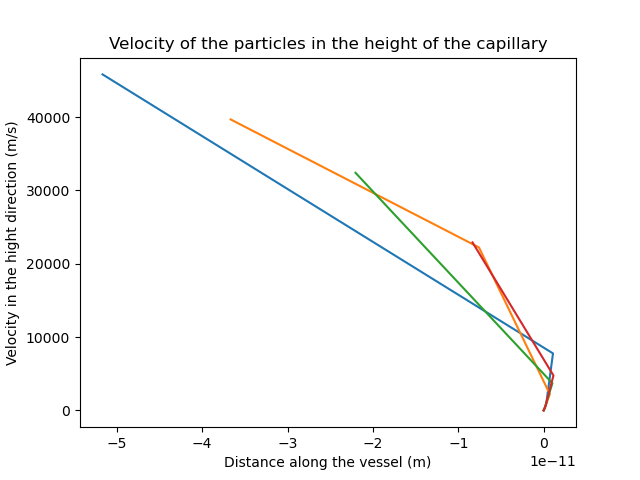 Velocity of the particles in the height of the capillary
Velocity in the hight direction (m/s)
40000
30000
20000
10000
0
−5
−4
−3
−2
−1
0
1e−11
Distance along the vessel (m)